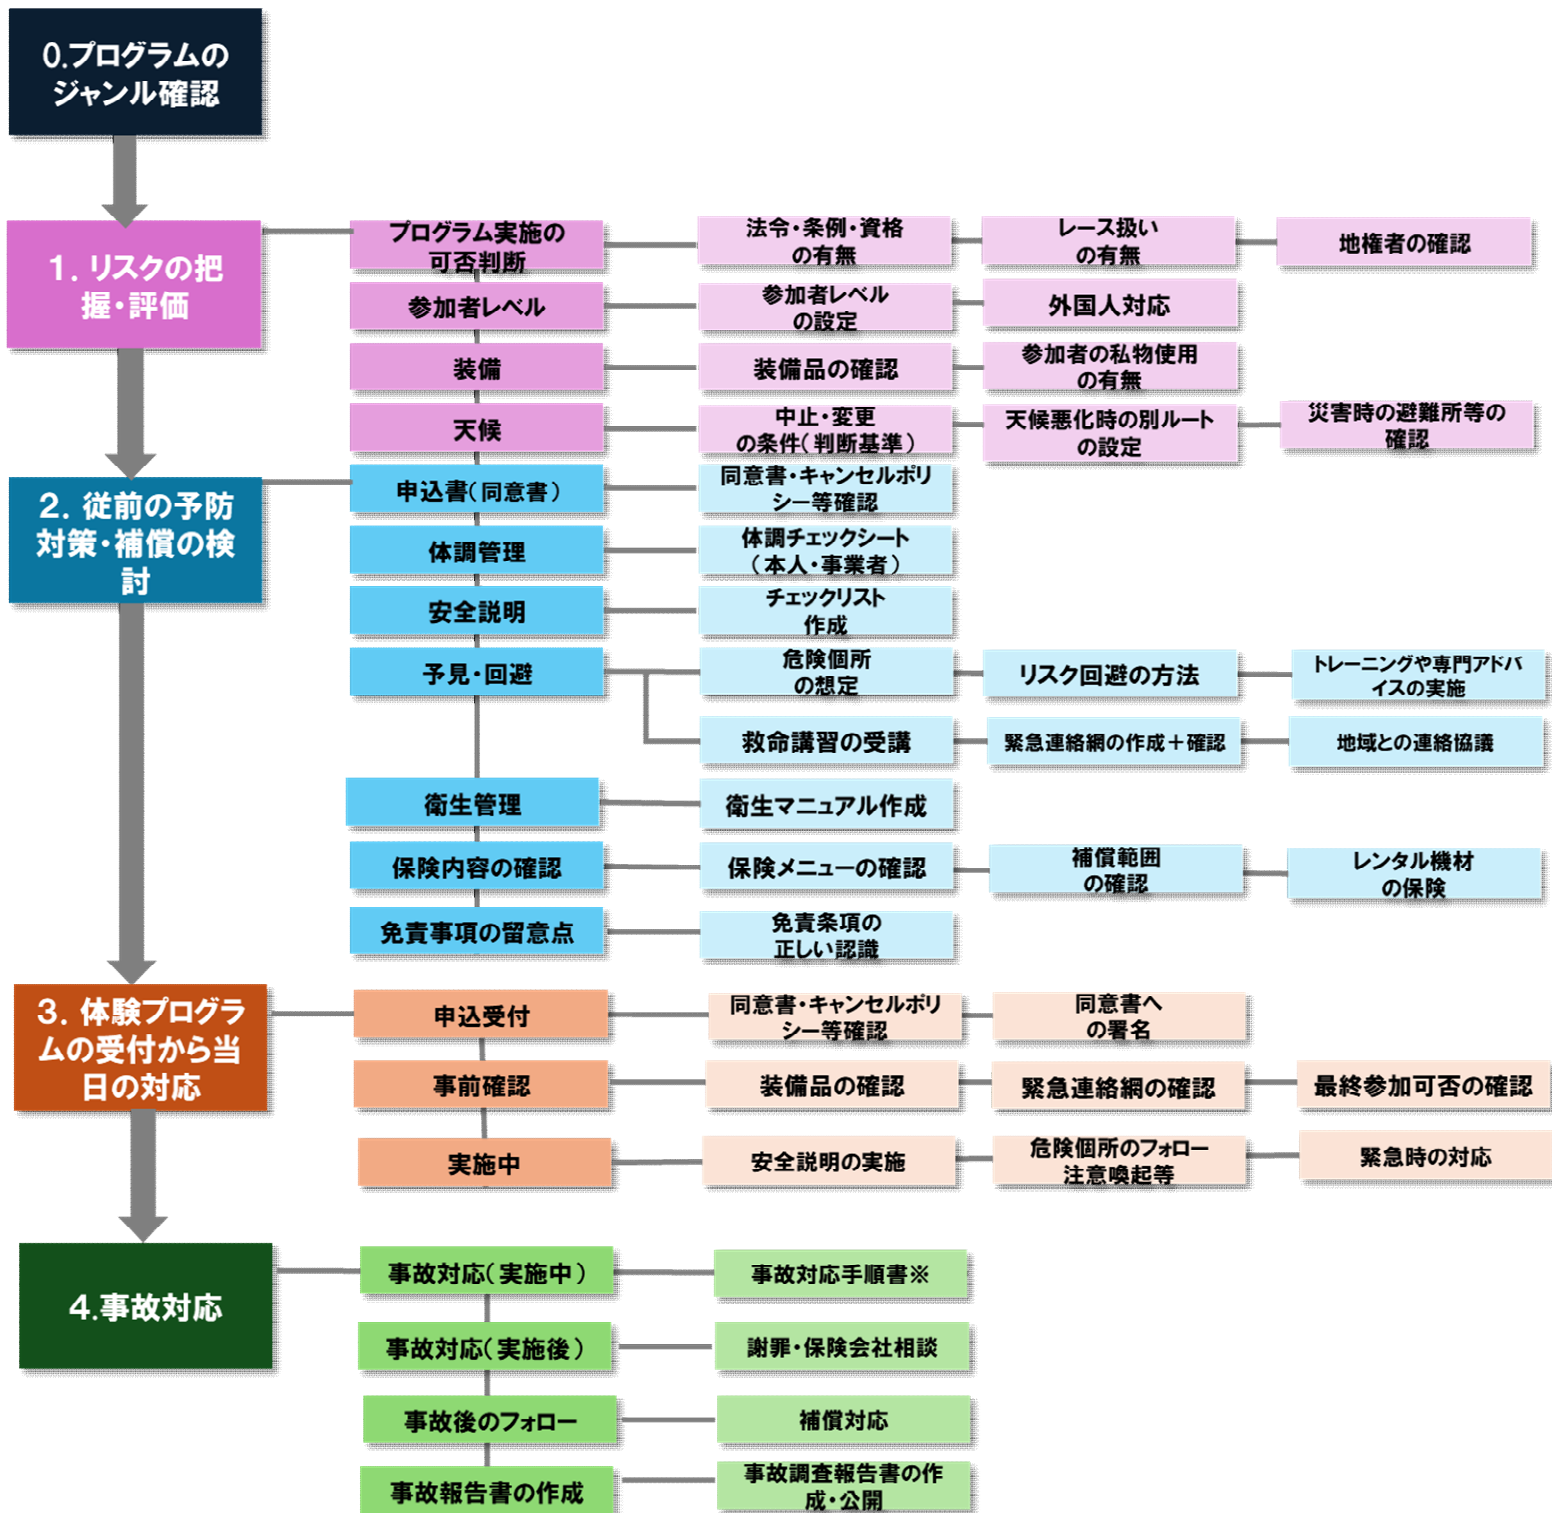 0.プログラムの
ジャンル確認
1. リスクの把
握・評価
プログラム実施の
可否判断
法令・条例・資格
の有無
レース扱い
の有無
地権者の確認
参加者レベル
参加者レベル
の設定
外国人対応
装備
装備品の確認
参加者の私物使用
の有無
天候
中止・変更
の条件(判断基準)
天候悪化時の別ルート
の設定
災害時の避難所等の
確認
2. 従前の予防
対策・補償の検
討
申込書(同意書)
同意書・キャンセルポリ
シー等確認
体調管理
体調チェックシート
(本人・事業者)
安全説明
チェックリスト
作成
予見・回避
危険個所
の想定
リスク回避の方法
トレーニングや専門アドバ
イスの実施
救命講習の受講
緊急連絡網の作成+確認
地域との連絡協議
衛生管理
衛生マニュアル作成
保険内容の確認
保険メニューの確認
補償範囲
の確認
レンタル機材
の保険
免責事項の留意点
免責条項の
正しい認識
3. 体験プログラ
ムの受付から当
日の対応
申込受付
同意書・キャンセルポリ
シー等確認
同意書へ
の署名
事前確認
装備品の確認
緊急連絡網の確認
最終参加可否の確認
実施中
安全説明の実施
危険個所のフォロー
注意喚起等
緊急時の対応
4.事故対応
事故対応(実施中)
事故対応手順書※
事故対応(実施後)
謝罪・保険会社相談
事故後のフォロー
補償対応
事故報告書の作成
事故調査報告書の作
成・公開